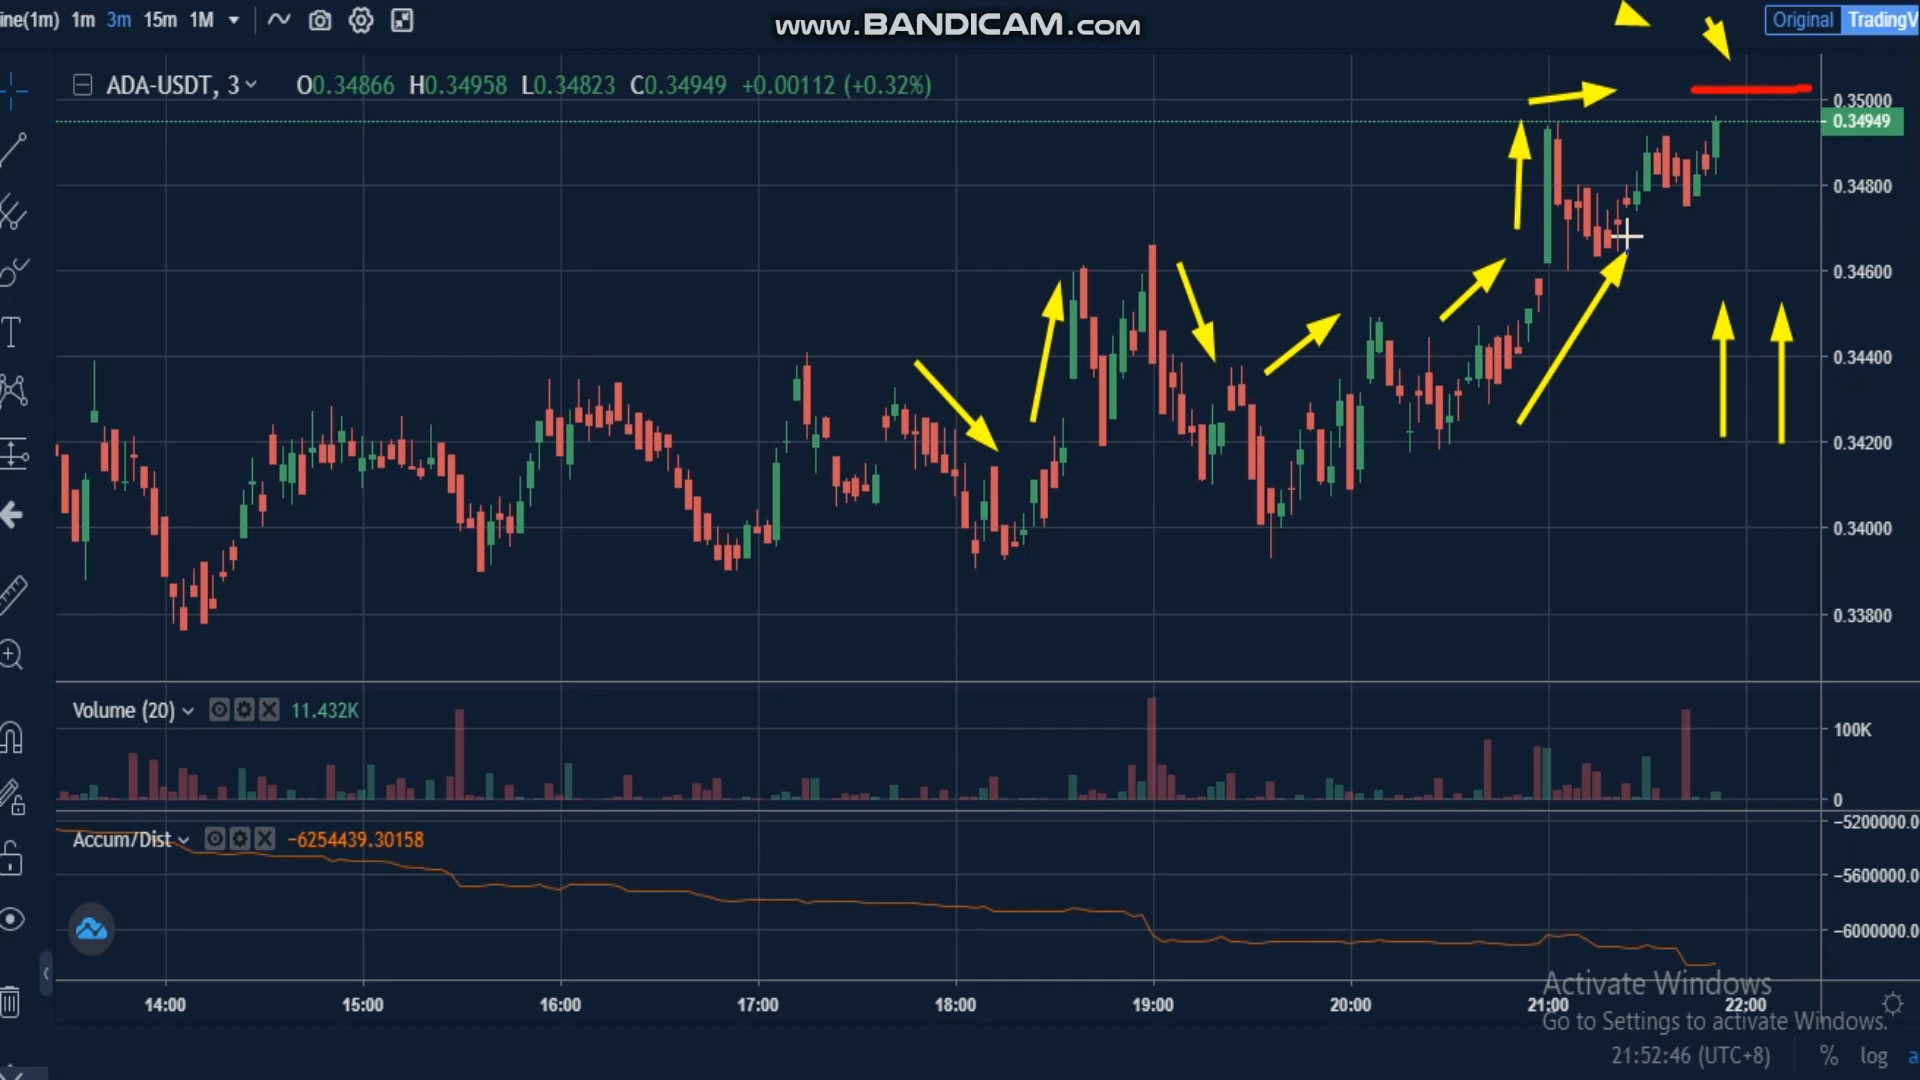 ine(1m) 1m 3m 15m 1M
www.BANDICAM.com
Original TradingV
ADA-USDT, 3 O0.34866 H0.34958 L0.34823 C0.34949 +0.00112 (+0.32%)
0.35000
0.34949
0.34800
0.34600
0.34400
0.34200
0.34000
0.33800
Volume (20) 11.432K
100K
0
Accum/Dist −6254439.30158
−5200000.0
−5600000.0
−6000000.0
14:00 15:00 16:00 17:00 18:00 19:00 20:00 21:00 22:00
Activate Windows
Go to Settings to activate Windows.
21:52:46 (UTC+8) % log a